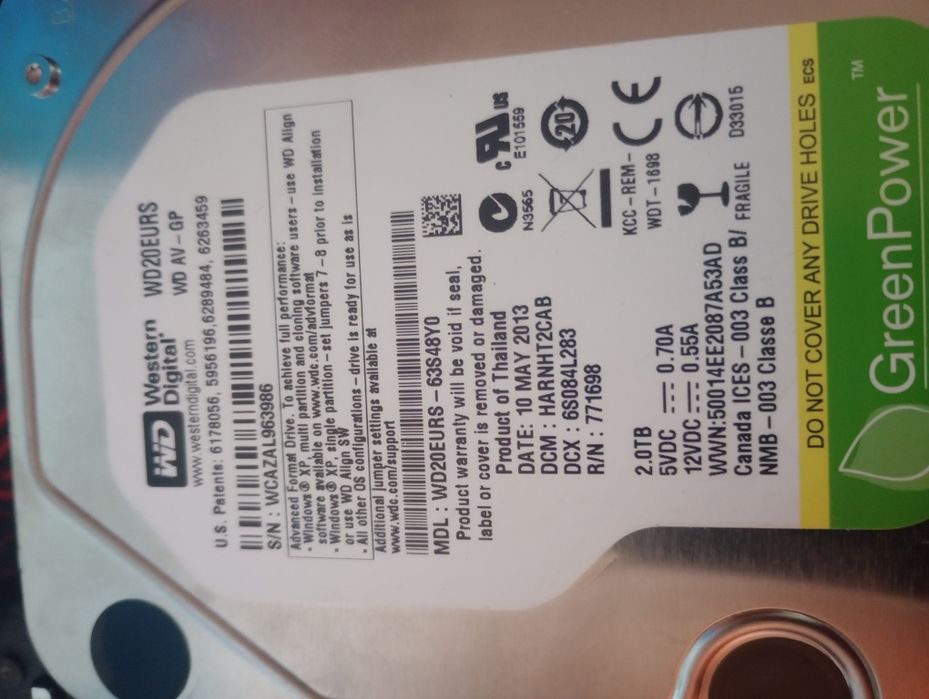 WD Western Digital® WD20EURS
WD AV-GP
www.westerndigital.com
U.S. Patents: 6178056, 5956196,6289484, 6263459
S/N : WCAZAL963986
Advanced Format Drive. To achieve full performance:
• Windows® XP, multi partition and cloning software users-use WD Align
software available on www.wdc.com/advformat
• Windows® XP, single partition-set jumpers 7-8 prior to installation
or use WD Align SW
• All other OS configurations-drive is ready for use as is
Additional jumper settings available at
www.wdc.com/support
MDL : WD20EURS-63S48Y0
Product warranty will be void if seal,
label or cover is removed or damaged.
Product of Thailand
DATE: 10 MAY 2013
DCM : HARNHT2CAB
DCX : 6S084L283
R/N : 771698
N3565
c UR us
E101559
20
CE
KCC-REM-
WDT-1698
FRAGILE
D33015
2.0TB
5VDC 0.70A
12VDC 0.55A
WWN:50014EE2087A53AD
Canada ICES-003 Class B/
NMB-003 Classe B
DO NOT COVER ANY DRIVE HOLES ECS
GreenPower™